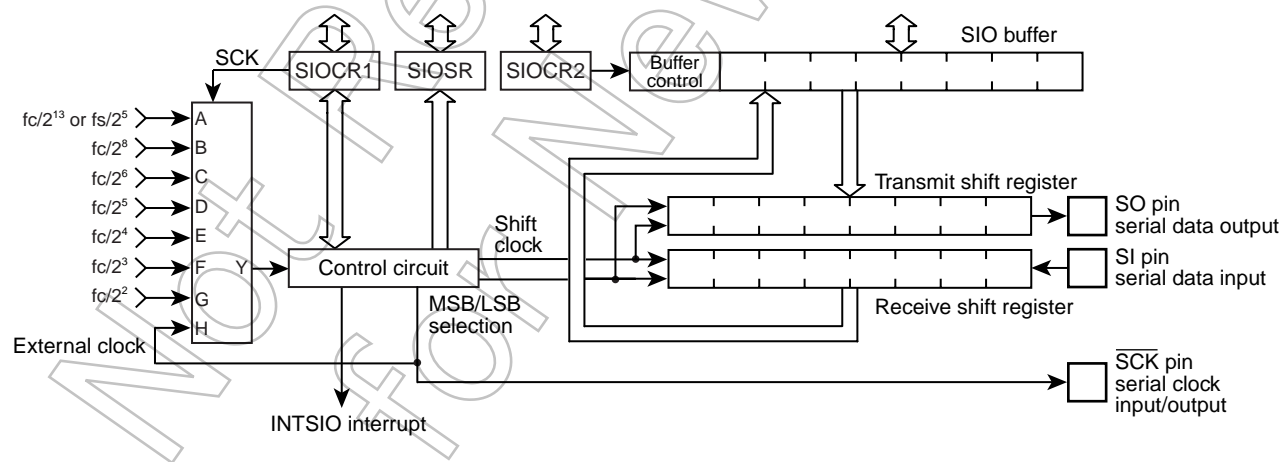 SIO buffer
SCK
SIOCR1
SIOSR
SIOCR2
Buffer
control
fc/2¹³ or fs/2⁵
A
fc/2⁸
B
fc/2⁶
C
fc/2⁵
D
fc/2⁴
E
fc/2³
F
Y
fc/2²
G
H
External clock
Control circuit
Shift
clock
MSB/LSB
selection
INTSIO interrupt
Transmit shift register
SO pin
serial data output
SI pin
serial data input
Receive shift register
SCK pin
serial clock
input/output